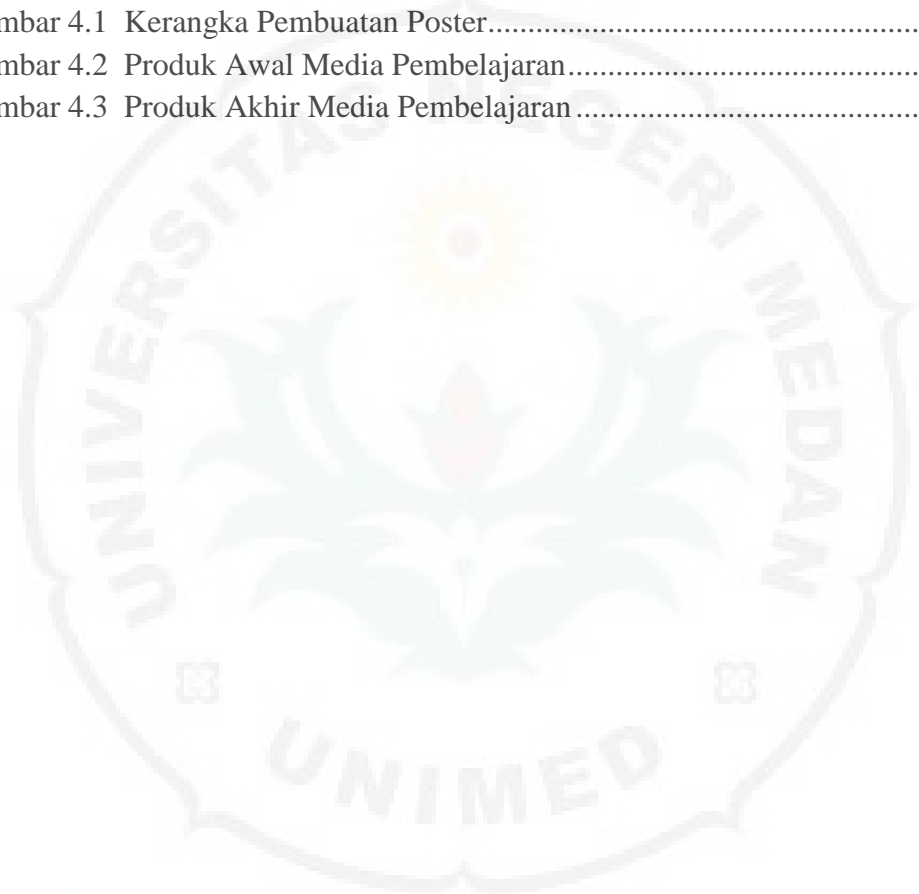 mbar 4.1 Kerangka Pembuatan Poster..................................................
mbar 4.2 Produk Awal Media Pembelajaran..........................................
mbar 4.3 Produk Akhir Media Pembelajaran.........................................
UNIVERSITAS NEGERI MEDAN
UNIMED